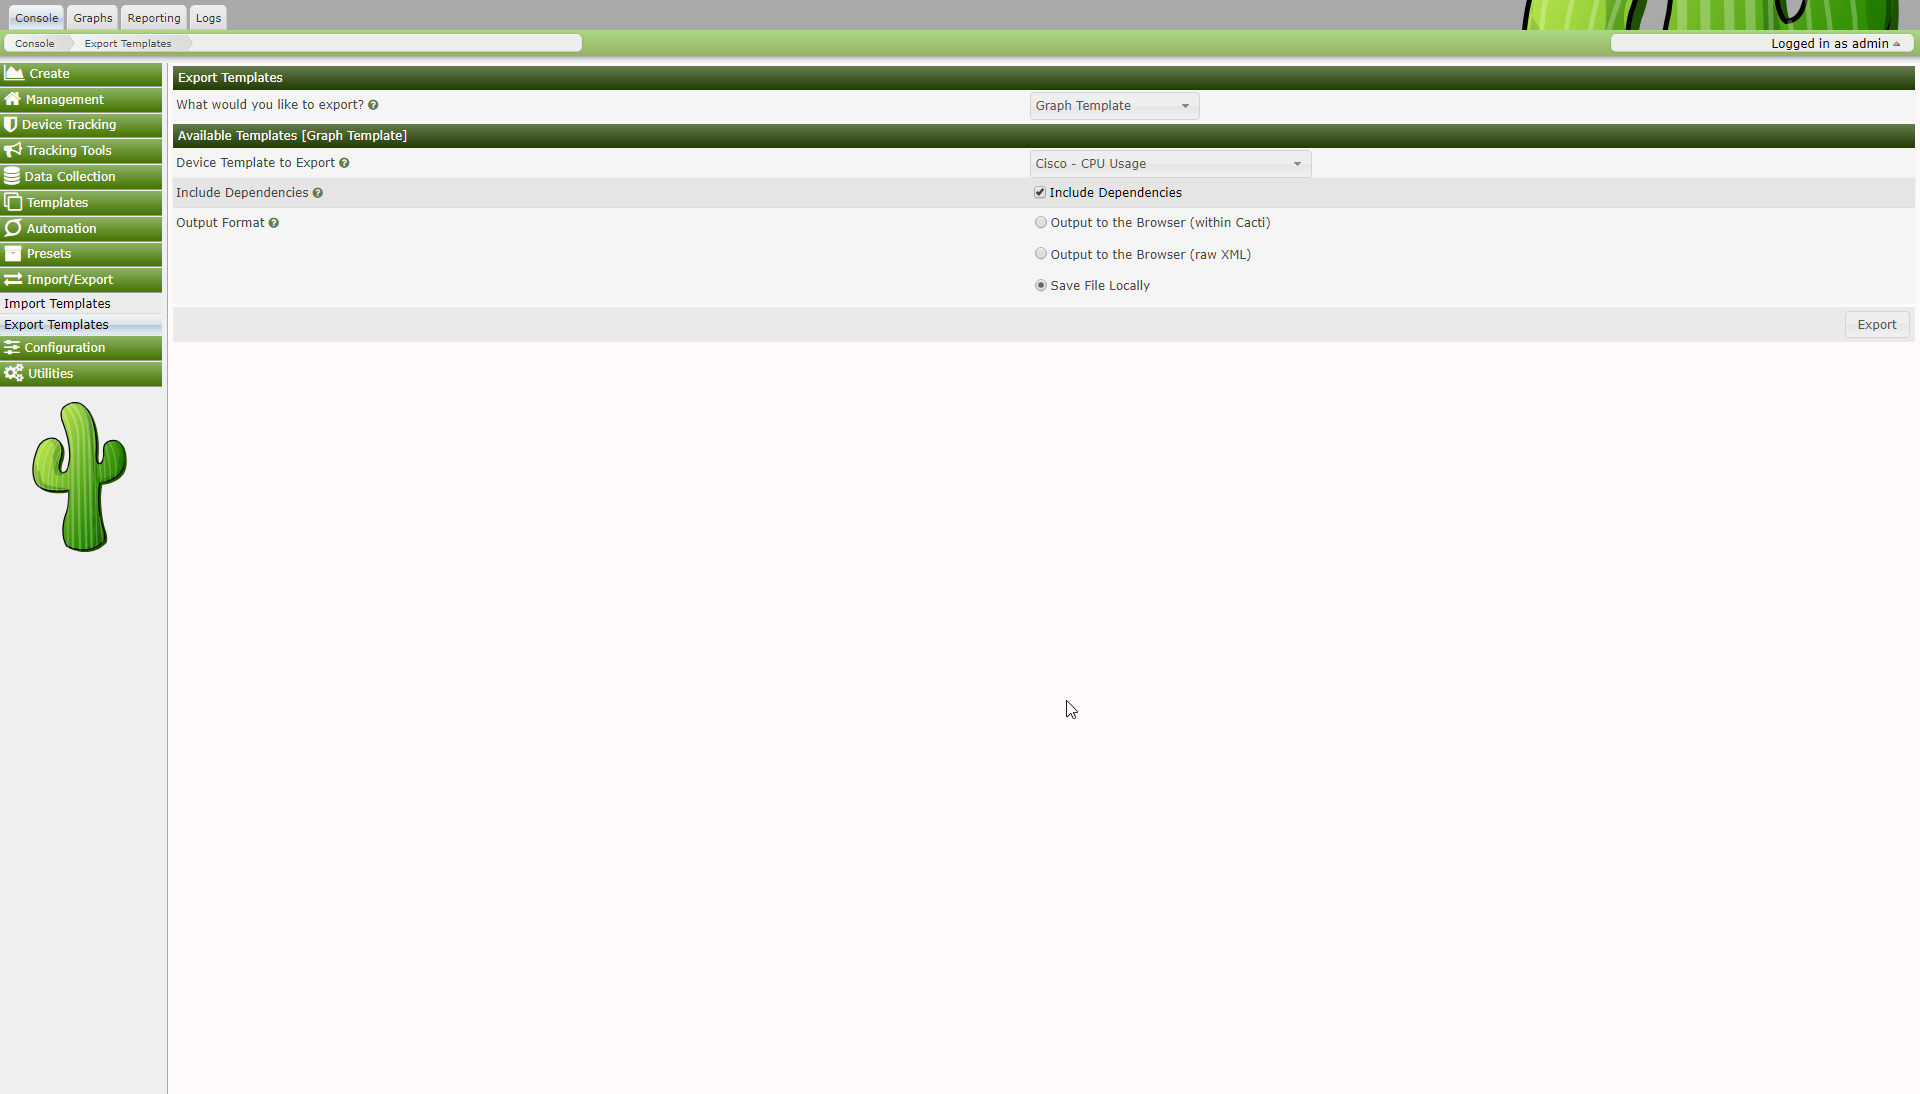 Console Graphs Reporting Logs
Console Export Templates
Logged in as admin
Create
Management
Device Tracking
Tracking Tools
Data Collection
Templates
Automation
Presets
Import/Export
Import Templates
Export Templates
Configuration
Utilities
Export Templates
What would you like to export? Graph Template
Available Templates [Graph Template]
Device Template to Export Cisco - CPU Usage
Include Dependencies Include Dependencies
Output Format Output to the Browser (within Cacti)
Output to the Browser (raw XML)
Save File Locally
Export